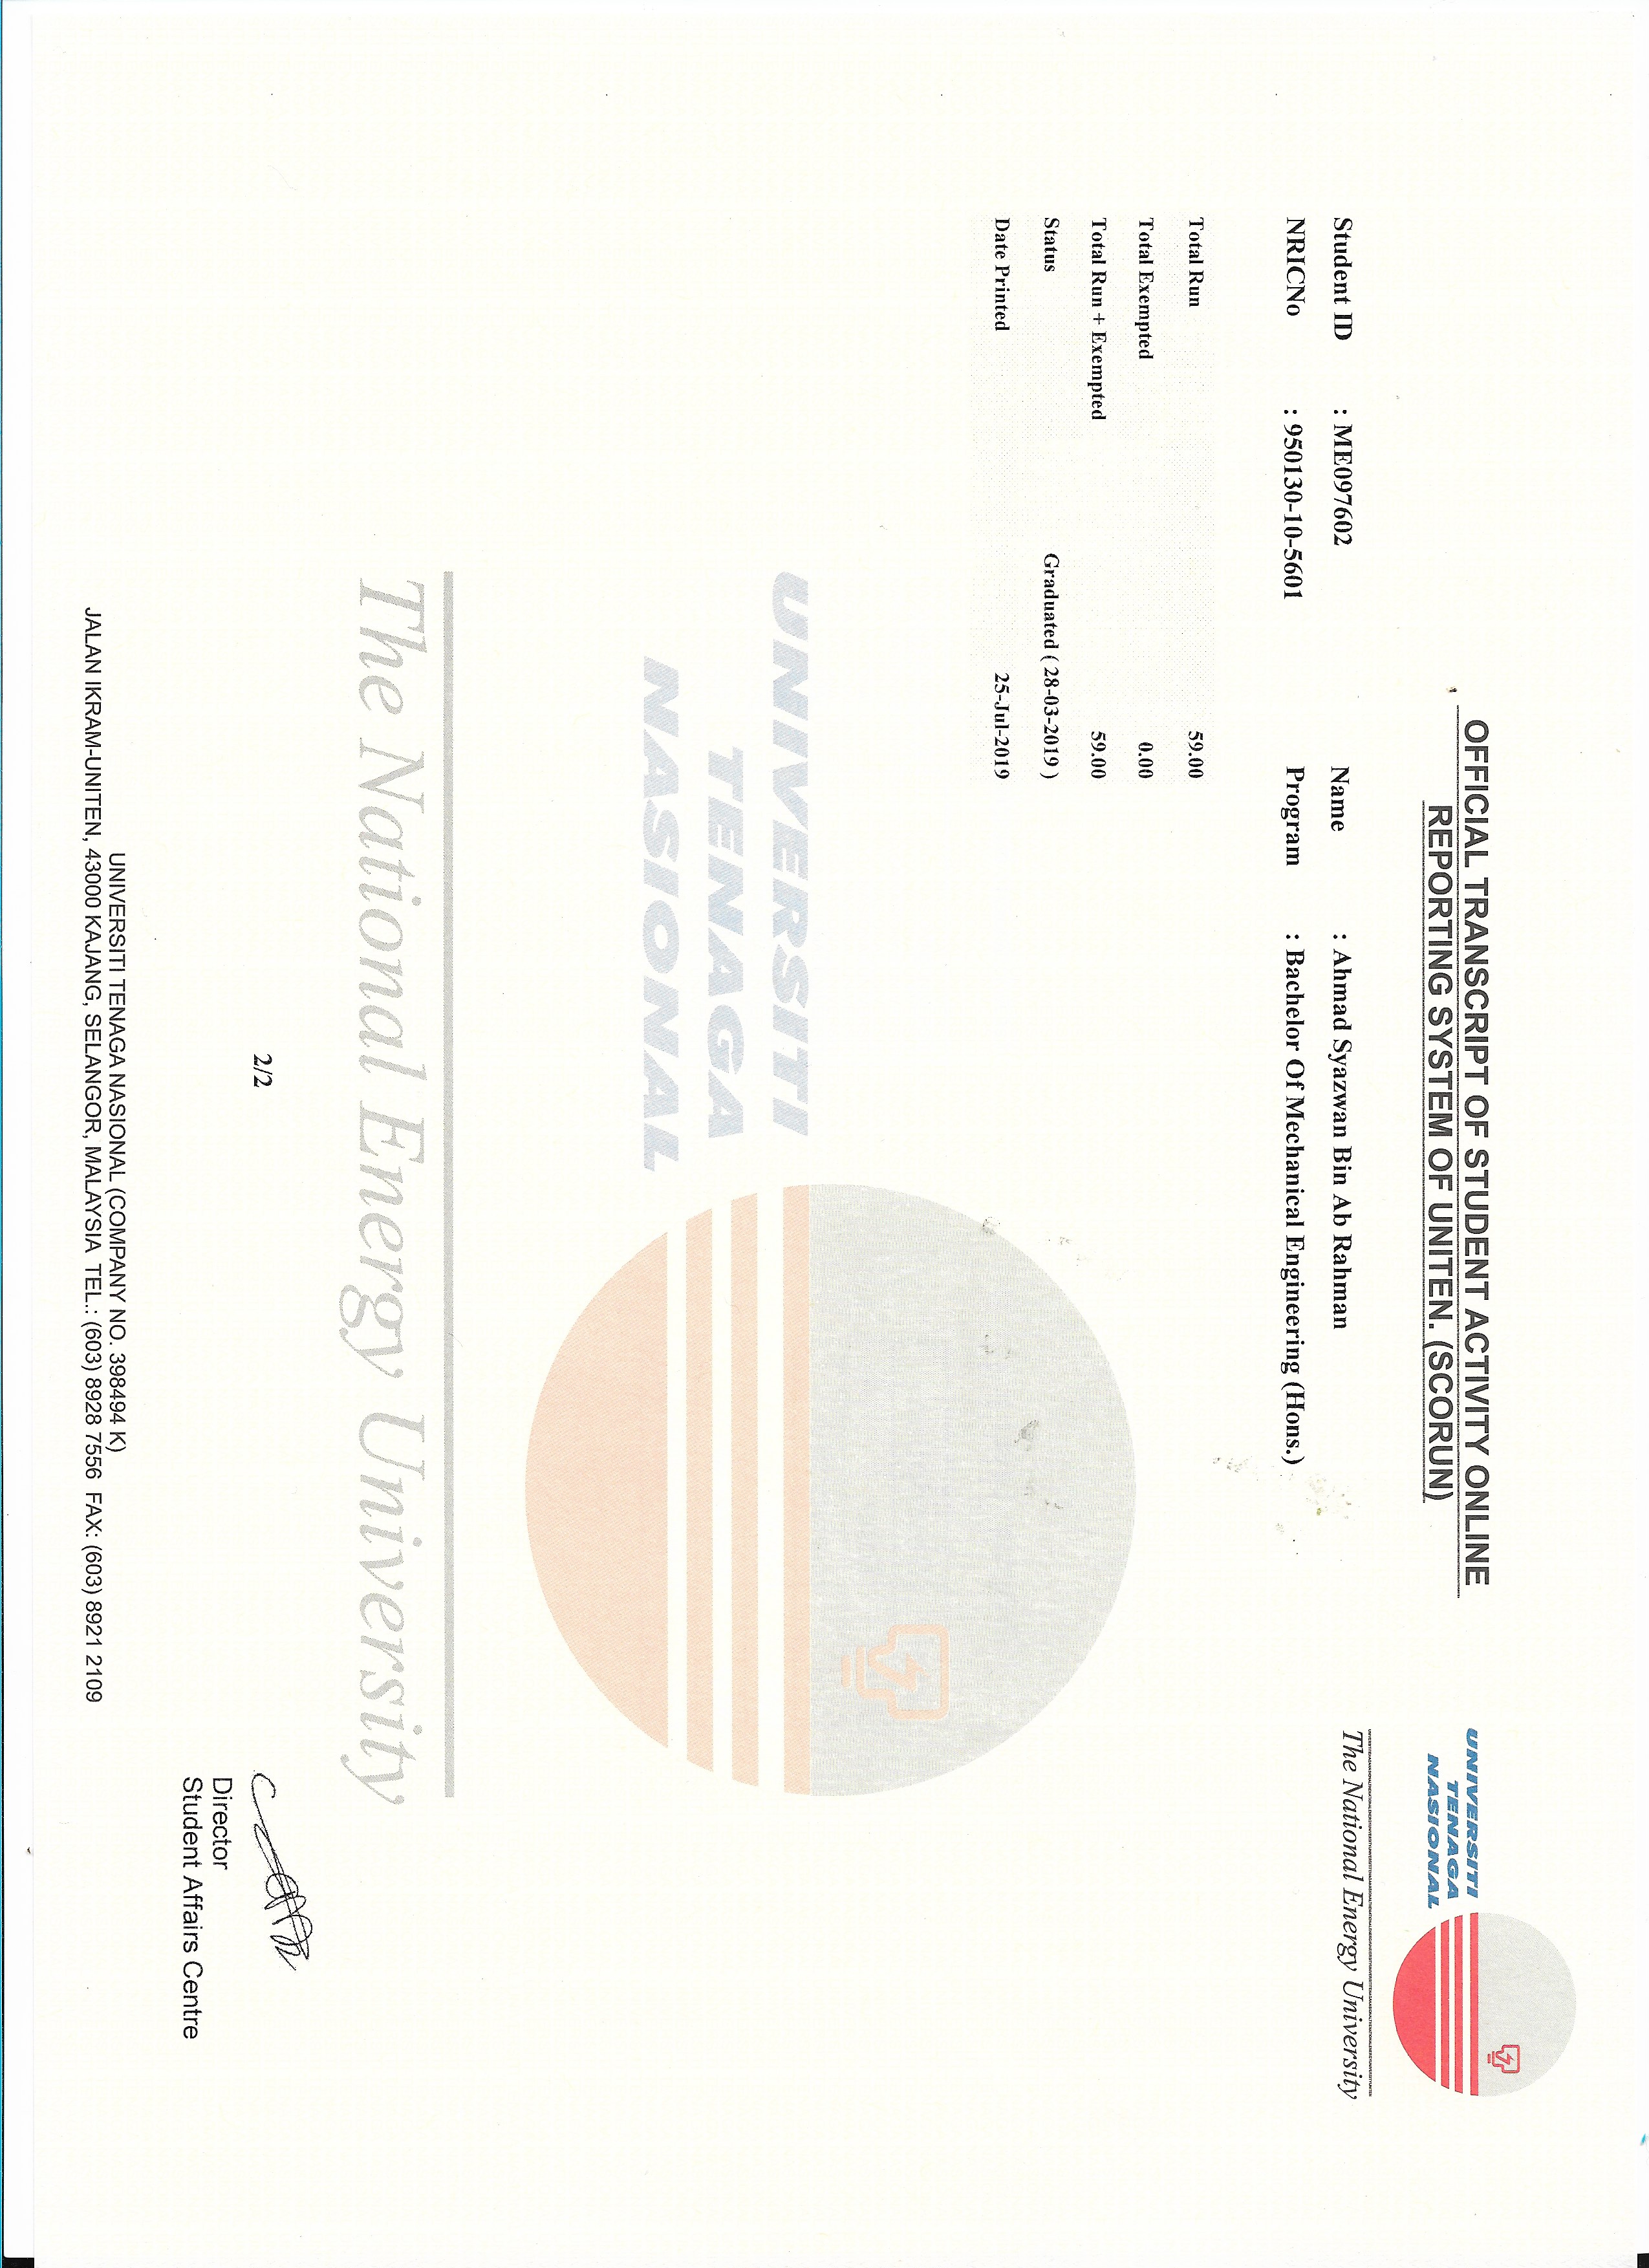 OFFICIAL TRANSCRIPT OF STUDENT ACTIVITY ONLINE
REPORTING SYSTEM OF UNITEN. (SCORUN)
UNIVERSITI
TENAGA
NASIONAL
The National Energy University
Student ID : ME097602 Name : Ahmad Syazwan Bin Ab Rahman
NRICNo : 950130-10-5601 Program : Bachelor Of Mechanical Engineering (Hons.)
Total Run 59.00
Total Exempted 0.00
Total Run + Exempted 59.00
Status Graduated ( 28-03-2019 )
Date Printed 25-Jul-2019
UNIVERSITI
TENAGA
NASIONAL
The National Energy University
2/2
Director
Student Affairs Centre
UNIVERSITI TENAGA NASIONAL (COMPANY NO. 398494 K)
JALAN IKRAM-UNITEN, 43000 KAJANG, SELANGOR, MALAYSIA TEL.: (603) 8928 7556 FAX: (603) 8921 2109